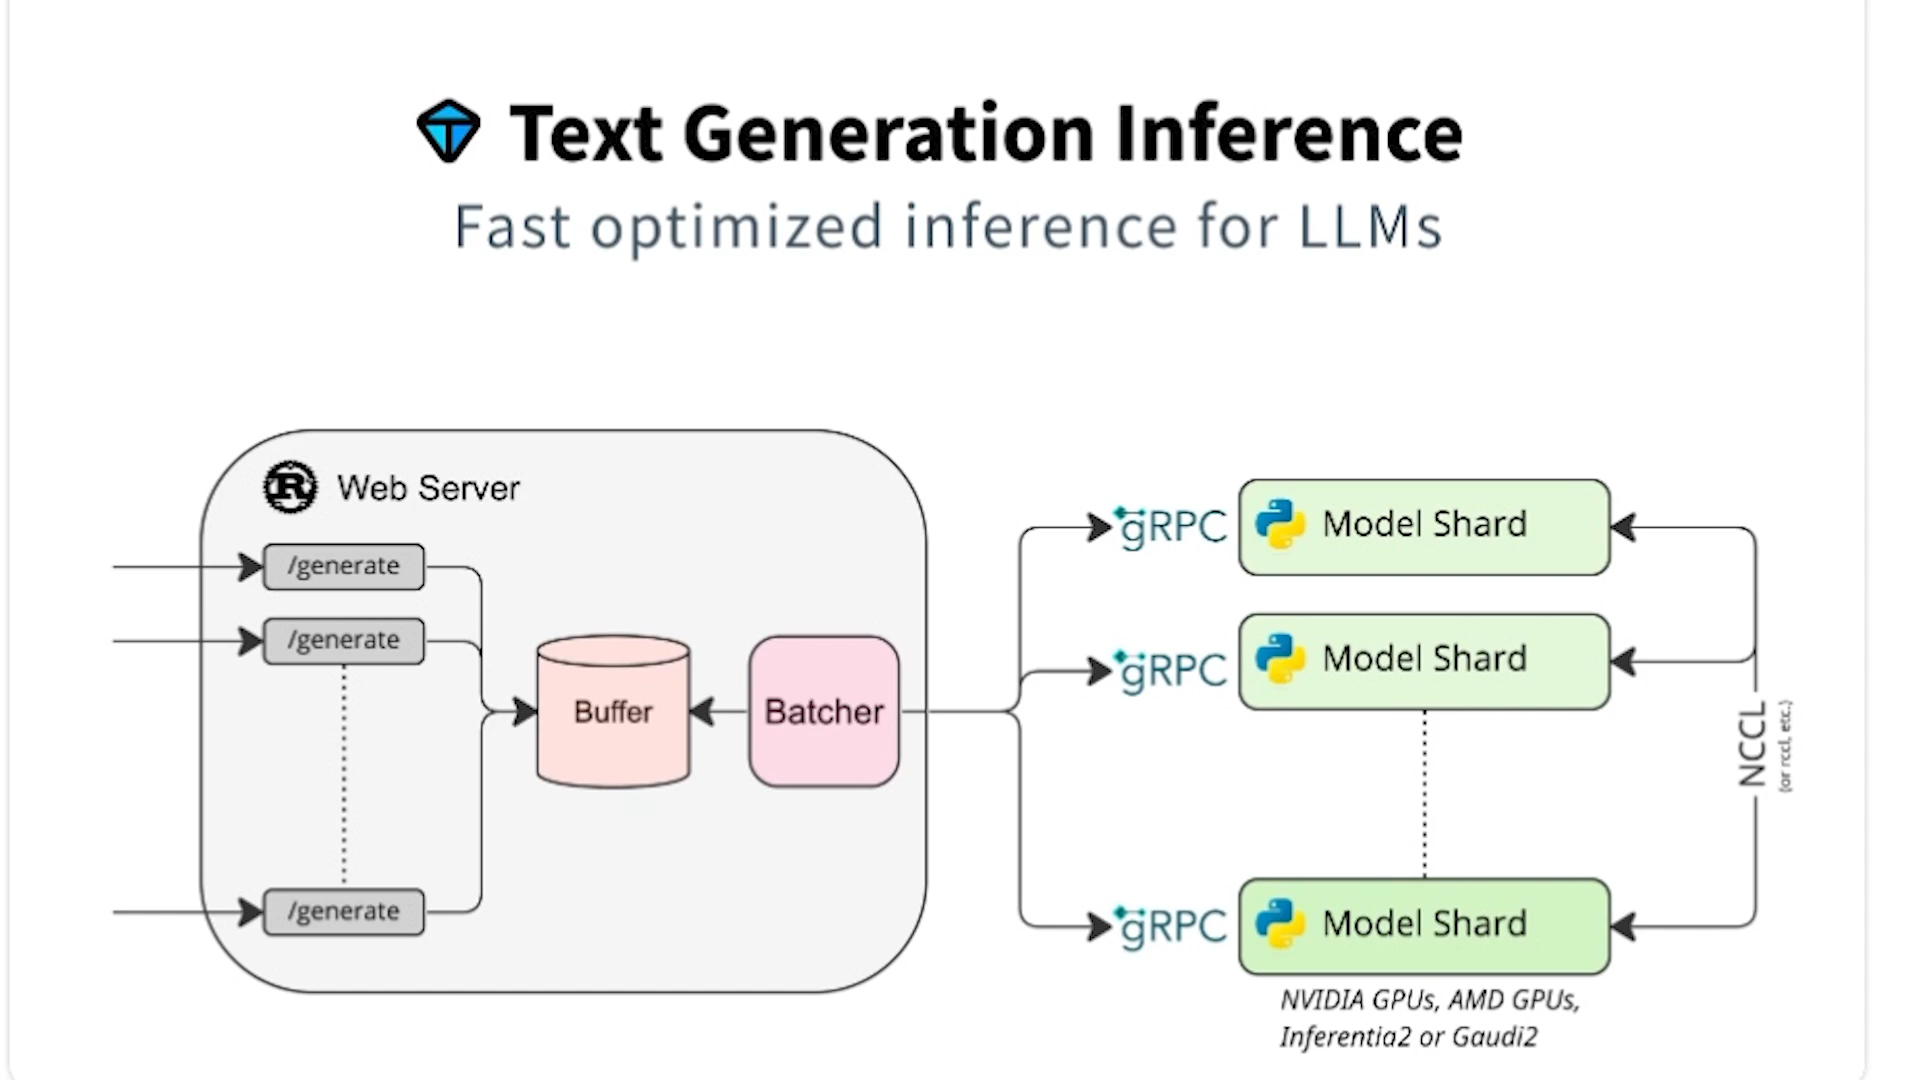 Text Generation Inference
Fast optimized inference for LLMs
Web Server
/generate
/generate
/generate
Buffer
Batcher
gRPC
Model Shard
gRPC
Model Shard
gRPC
Model Shard
NCCL
(or rccl, etc.)
NVIDIA GPUs, AMD GPUs,
Inferentia2 or Gaudi2